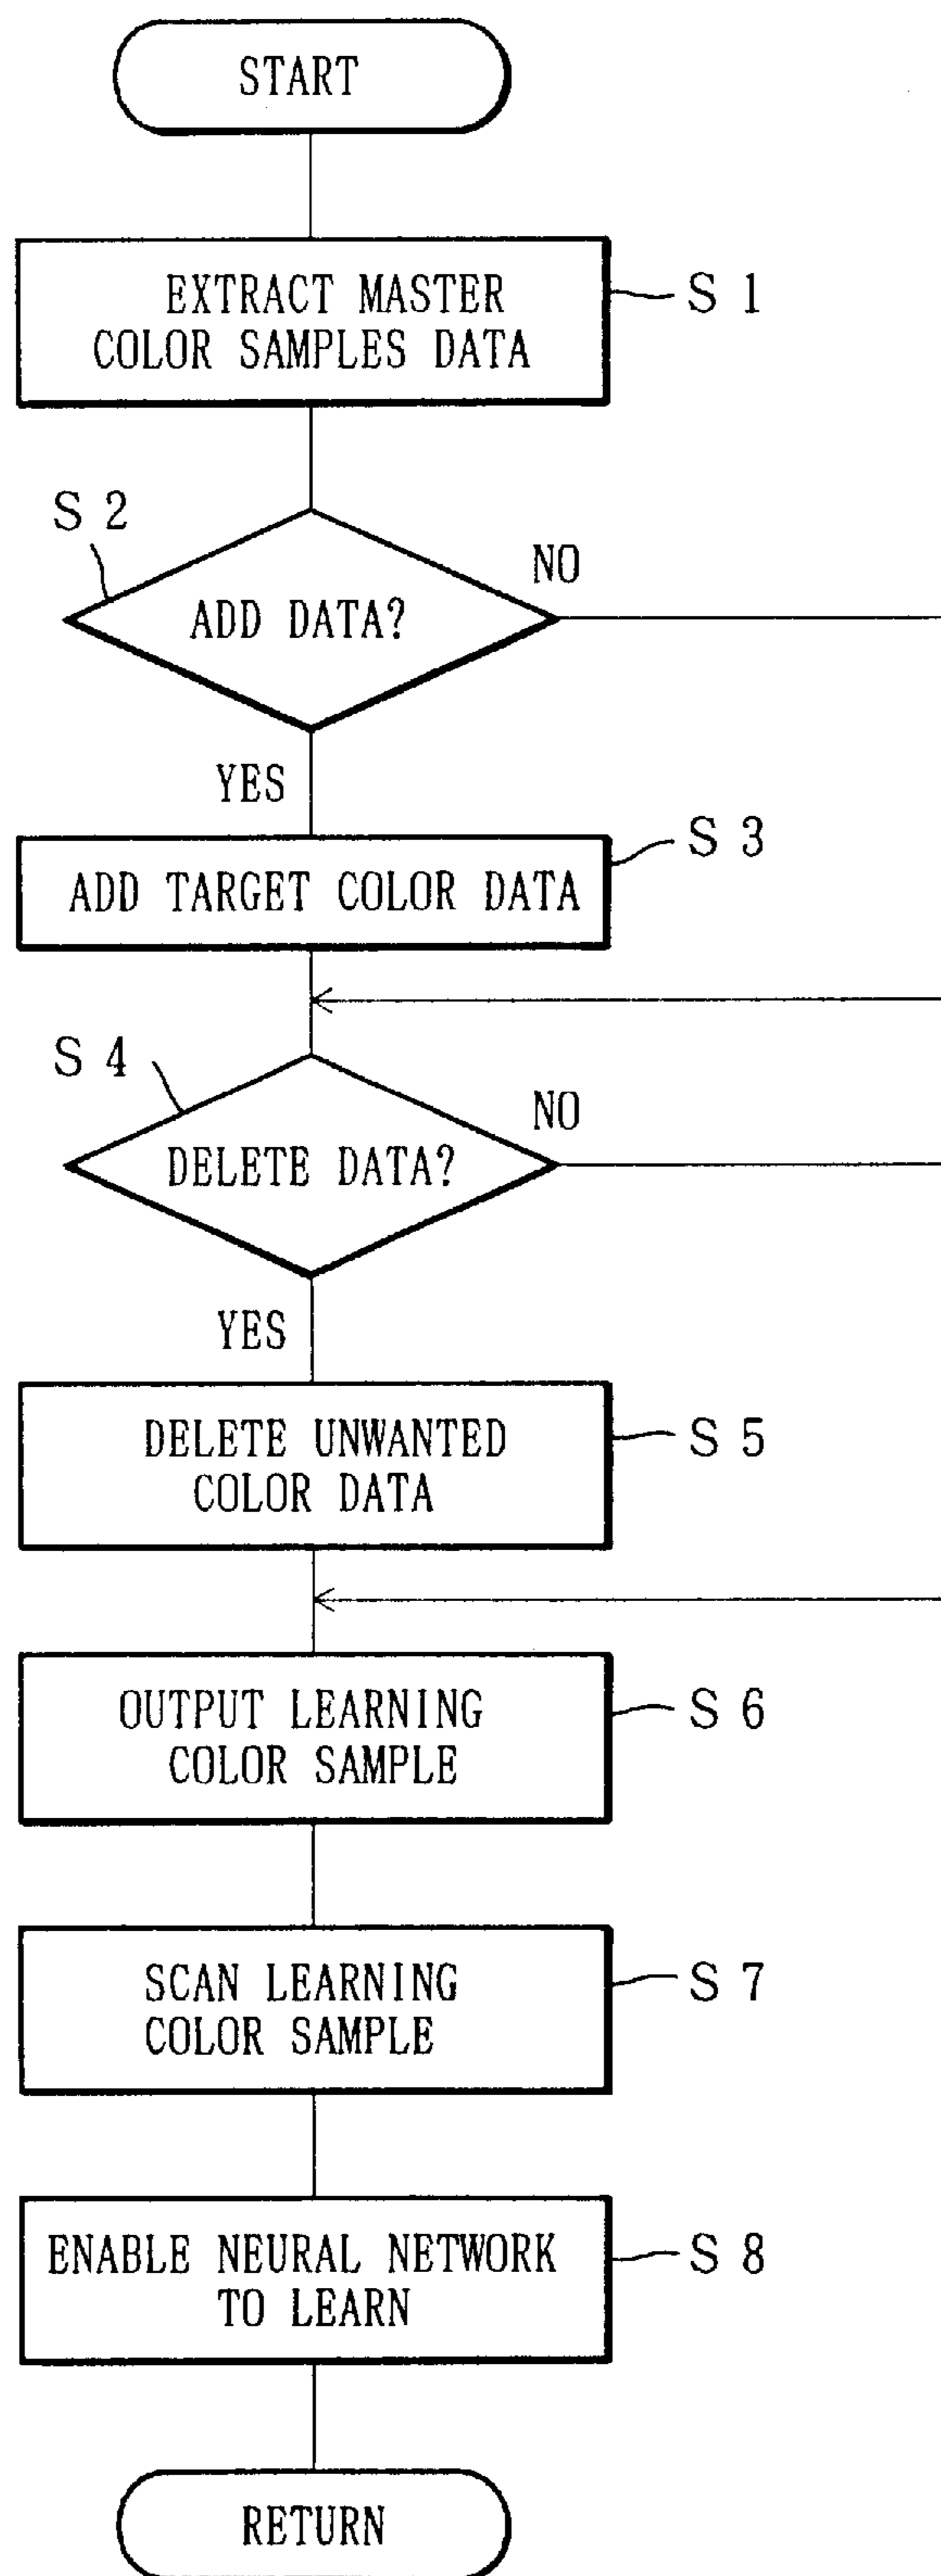 START
EXTRACT MASTER
COLOR SAMPLES DATA
S 1
S 2
ADD DATA?
NO
YES
ADD TARGET COLOR DATA
S 3
S 4
DELETE DATA?
NO
YES
DELETE UNWANTED
COLOR DATA
S 5
OUTPUT LEARNING
COLOR SAMPLE
S 6
SCAN LEARNING
COLOR SAMPLE
S 7
ENABLE NEURAL NETWORK
TO LEARN
S 8
RETURN